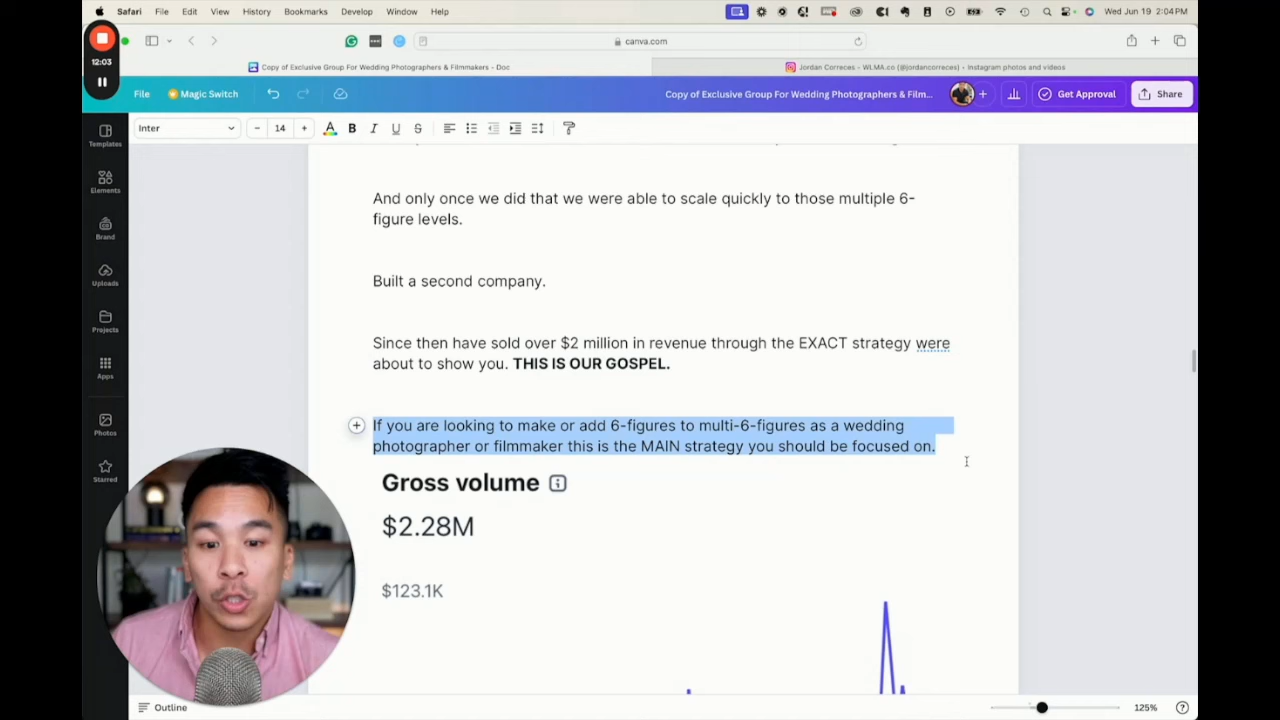 Safari File Edit View History Bookmarks Develop Window Help Wed Jun 19 2:04 PM
12:03
canva.com
Copy of Exclusive Group For Wedding Photographers & Filmmakers - Doc
Jordan Correces - WLMA.co (@jordancorreces) • Instagram photos and videos
File Magic Switch Copy of Exclusive Group For Wedding Photographers & Film... Get Approval Share
Inter 14
Templates
Elements
Brand
Uploads
Projects
Apps
Photos
Starred
And only once we did that we were able to scale quickly to those multiple 6-
figure levels.
Built a second company.
Since then have sold over $2 million in revenue through the EXACT strategy were
about to show you. THIS IS OUR GOSPEL.
If you are looking to make or add 6-figures to multi-6-figures as a wedding
photographer or filmmaker this is the MAIN strategy you should be focused on.
Gross volume
$2.28M
$123.1K
Outline
125%